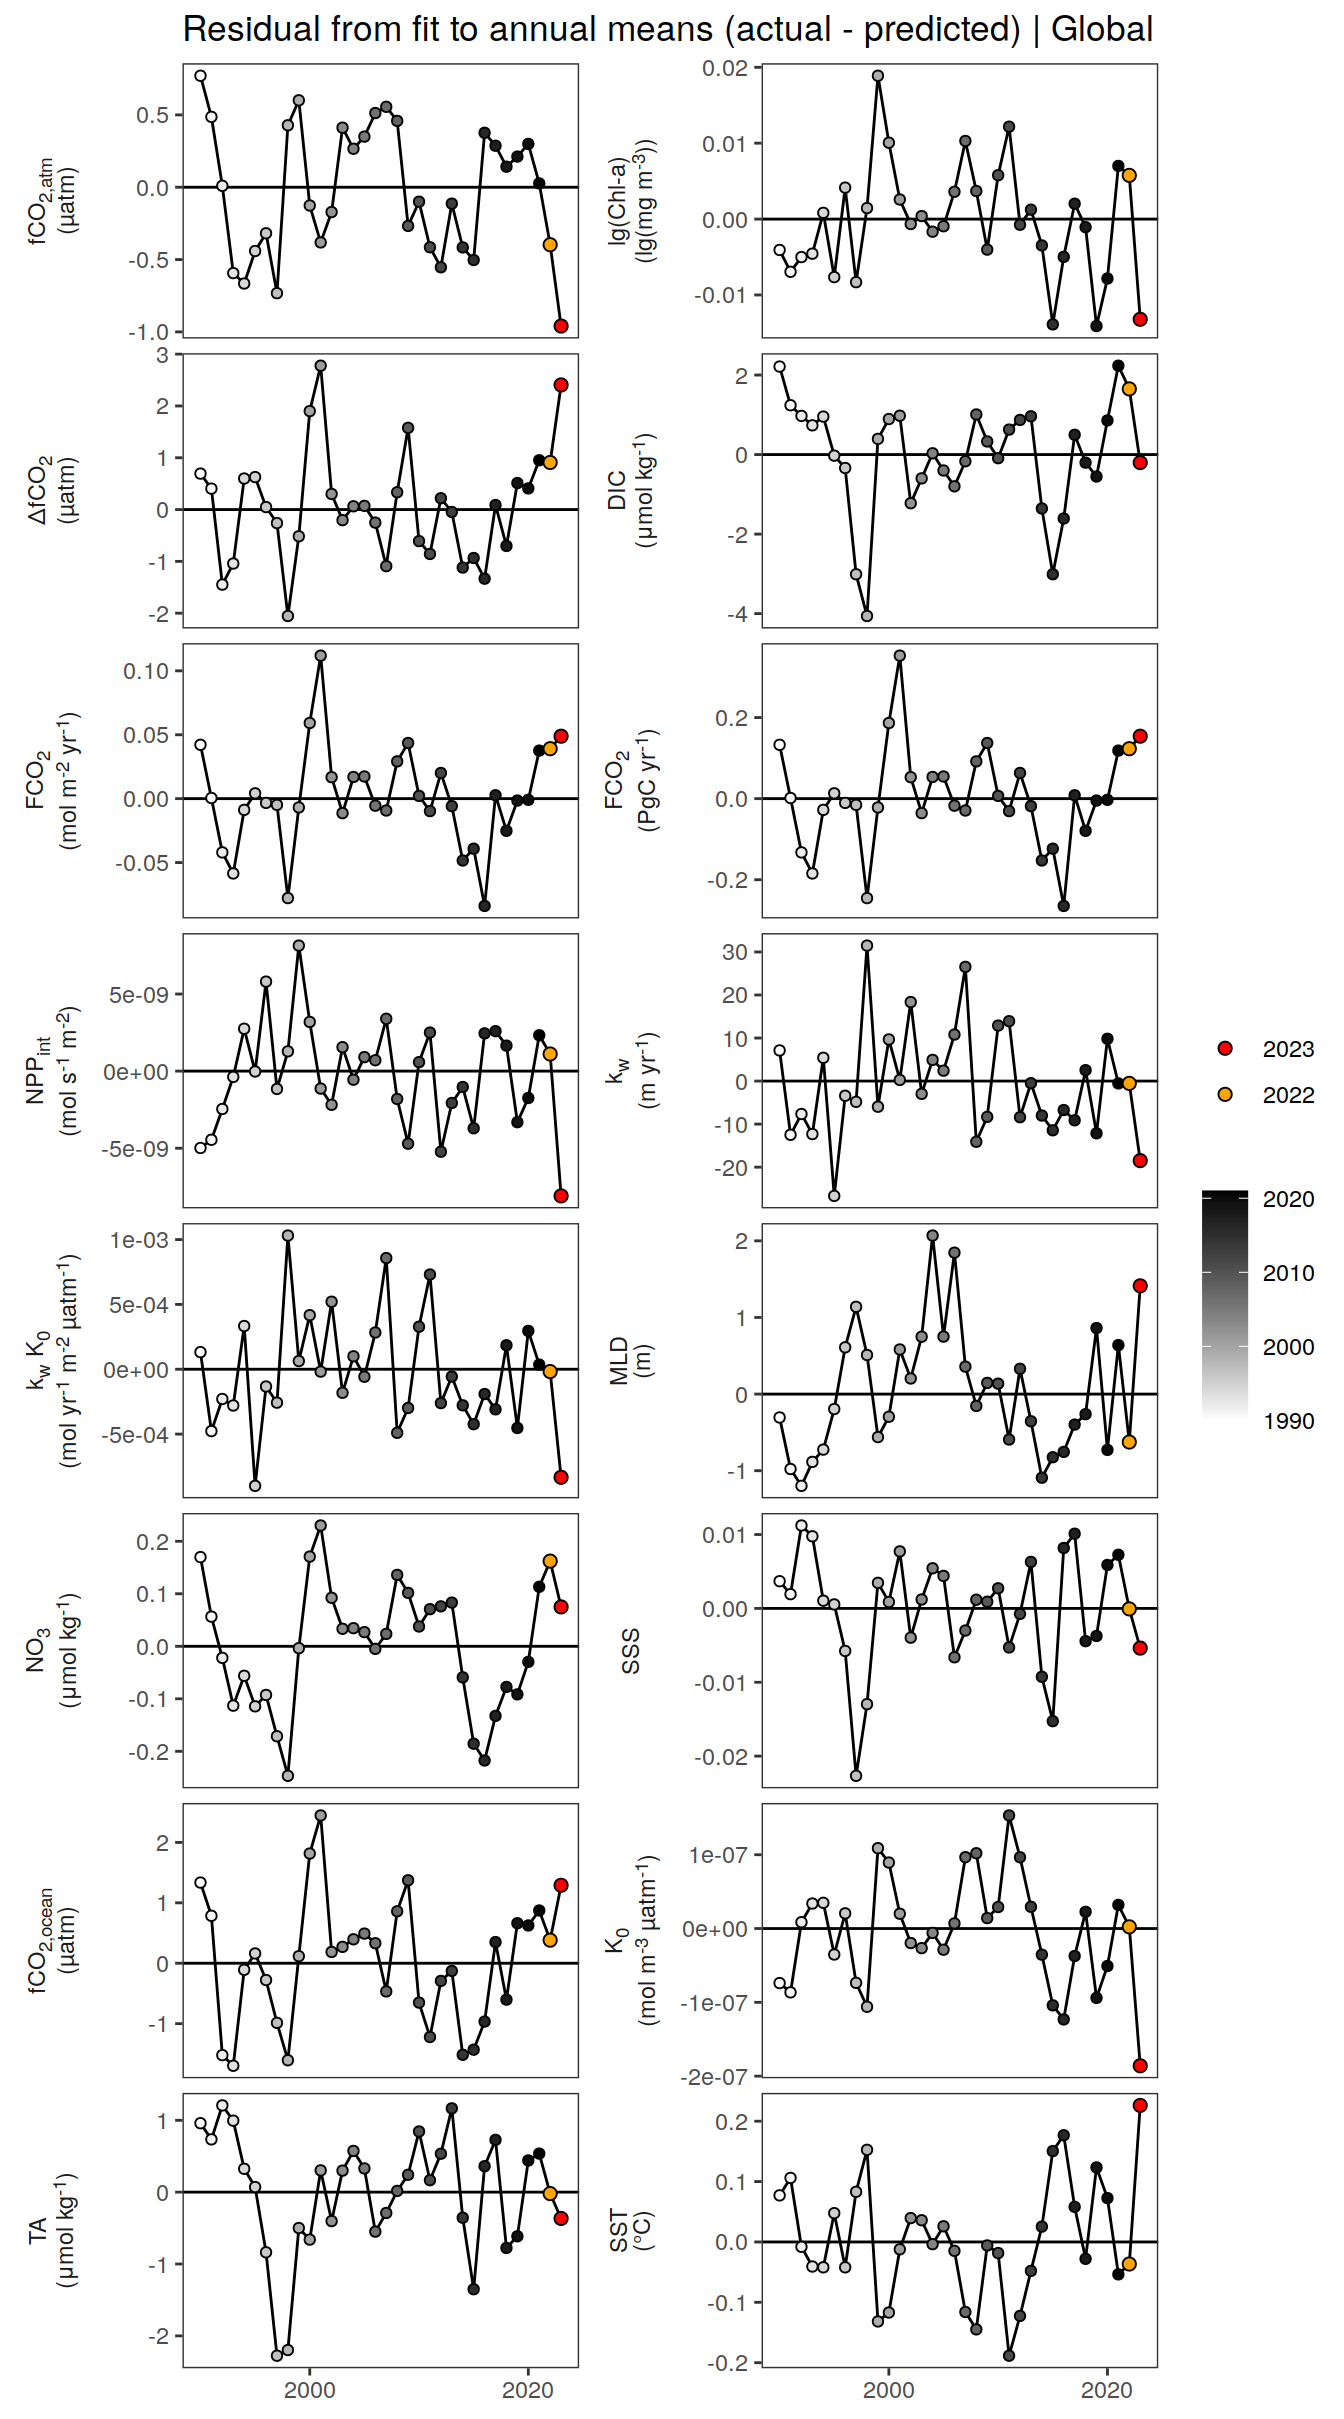 Residual from fit to annual means (actual - predicted) | Global
fCO2,atm
(µatm)
0.5
0.0
-0.5
-1.0
lg(Chl-a)
(lg(mg m-3))
0.02
0.01
0.00
-0.01
ΔfCO2
(µatm)
3
2
1
0
-1
-2
DIC
(µmol kg-1)
2
0
-2
-4
FCO2
(mol m-2 yr-1)
0.10
0.05
0.00
-0.05
FCO2
(PgC yr-1)
0.2
0.0
-0.2
NPPint
(mol s-1 m-2)
5e-09
0e+00
-5e-09
kw
(m yr-1)
30
20
10
0
-10
-20
kw K0
(mol yr-1 m-2 µatm-1)
1e-03
5e-04
0e+00
-5e-04
MLD
(m)
2
1
0
-1
NO3
(µmol kg-1)
0.2
0.1
0.0
-0.1
-0.2
SSS
0.01
0.00
-0.01
-0.02
fCO2,ocean
(µatm)
2
1
0
-1
K0
(mol m-3 µatm-1)
1e-07
0e+00
-1e-07
-2e-07
TA
(µmol kg-1)
1
0
-1
-2
SST
(°C)
0.2
0.1
0.0
-0.1
-0.2
2000
2020
2000
2020
2023
2022
2020
2010
2000
1990